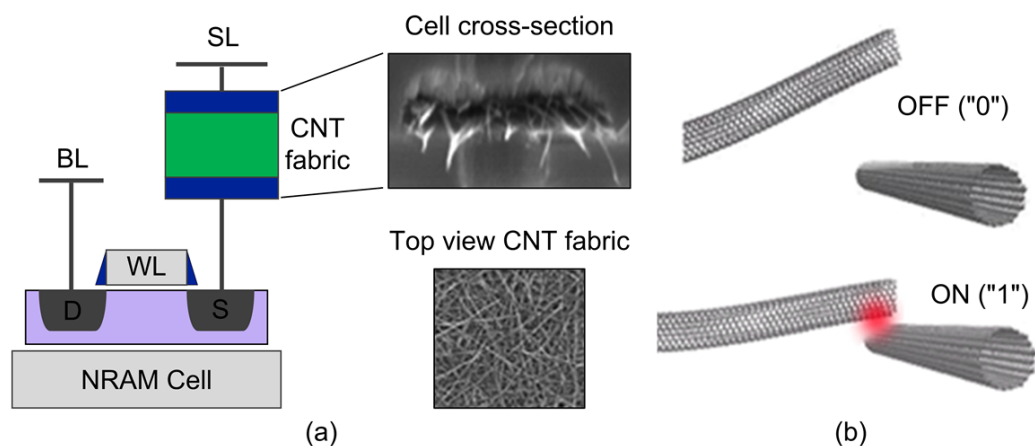 SL
Cell cross-section
CNT
fabric
BL
WL
D
S
NRAM Cell
Top view CNT fabric
(a)
OFF ("0")
ON ("1")
(b)